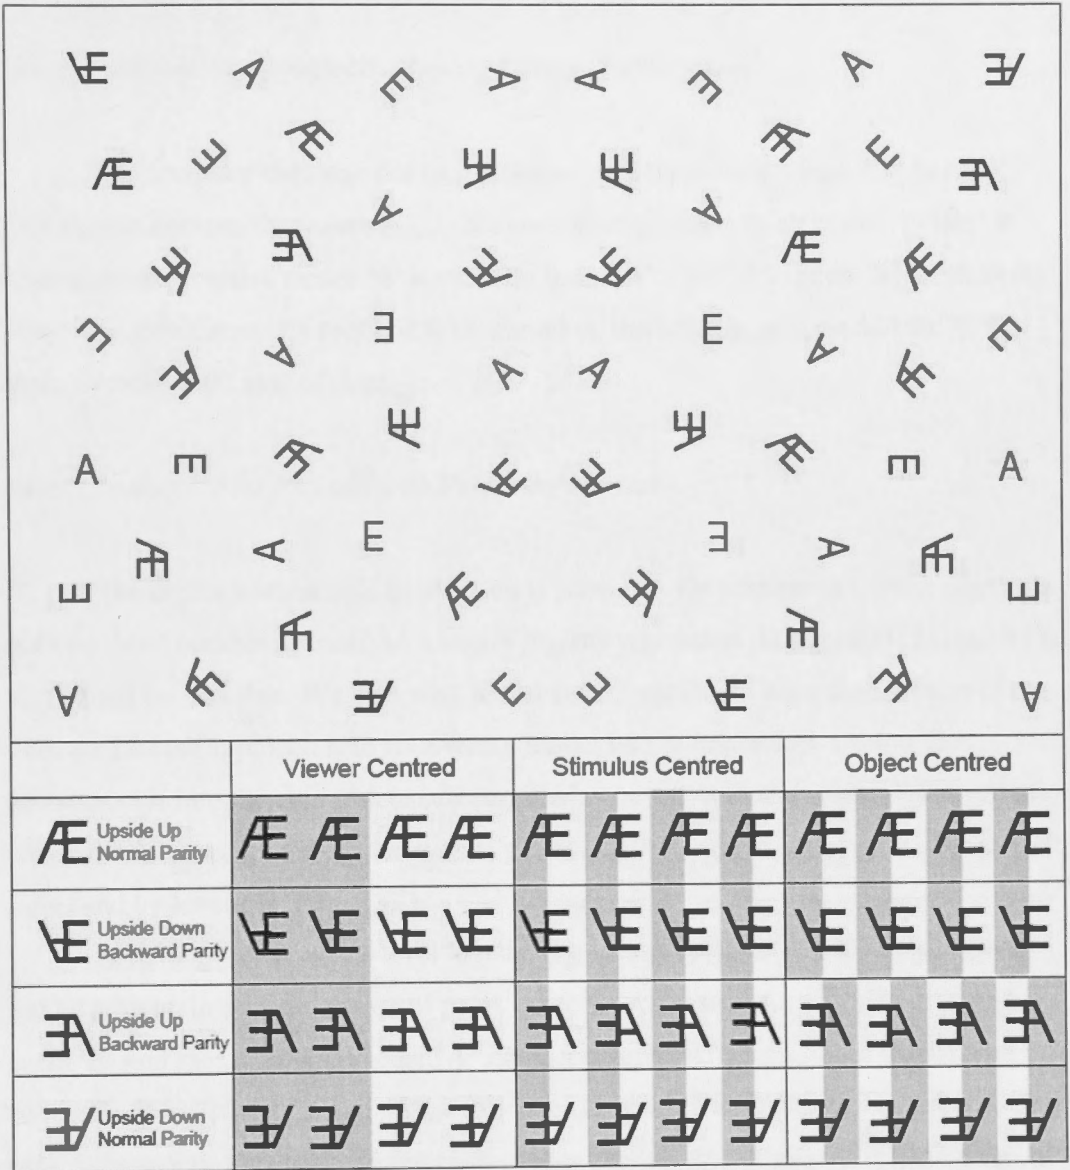 Æ A E A A E A Æ
Æ E Æ Æ Æ Æ E Æ
A A
Æ Æ Æ Æ Æ Æ
E E E E
Æ A A A A Æ
Æ Æ
A E Æ Æ Æ Æ E A
Æ A E E A Æ
E Æ Æ E
Æ Æ
A Æ Æ E E Æ Æ A
Viewer Centred Stimulus Centred Object Centred
Æ Upside Up
Normal Parity
Æ Æ Æ Æ Æ Æ Æ Æ Æ Æ Æ Æ
Æ Upside Down
Backward Parity
Æ Æ Æ Æ Æ Æ Æ Æ Æ Æ Æ Æ
Æ Upside Up
Backward Parity
Æ Æ Æ Æ Æ Æ Æ Æ Æ Æ Æ Æ
Æ Upside Down
Normal Parity
Æ Æ Æ Æ Æ Æ Æ Æ Æ Æ Æ Æ